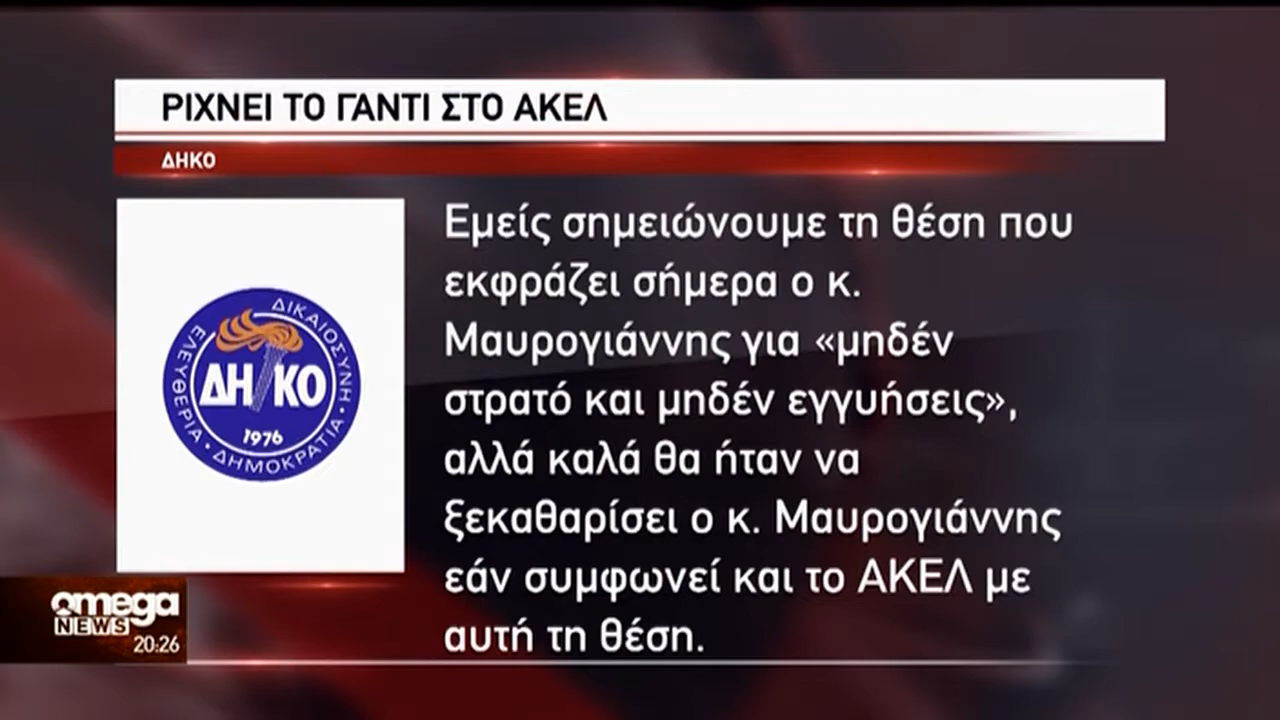 ΡΙΧΝΕΙ ΤΟ ΓΑΝΤΙ ΣΤΟ ΑΚΕΛ
ΔΗΚΟ
Εμείς σημειώνουμε τη θέση που
εκφράζει σήμερα ο κ.
Μαυρογιάννης για «μηδέν
στρατό και μηδέν εγγυήσεις»,
αλλά καλά θα ήταν να
ξεκαθαρίσει ο κ. Μαυρογιάννης
εάν συμφωνεί και το ΑΚΕΛ με
αυτή τη θέση.
ΕΛΕΥΘΕΡΙΑ · ΔΗΜΟΚΡΑΤΙΑ · ΔΙΚΑΙΟΣΥΝΗ
ΔΗΚΟ
1976
omega
NEWS
20:26